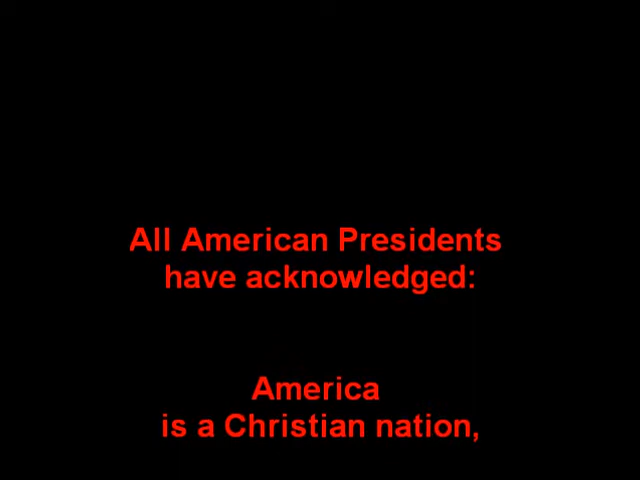 All American Presidents
have acknowledged:
America
is a Christian nation,